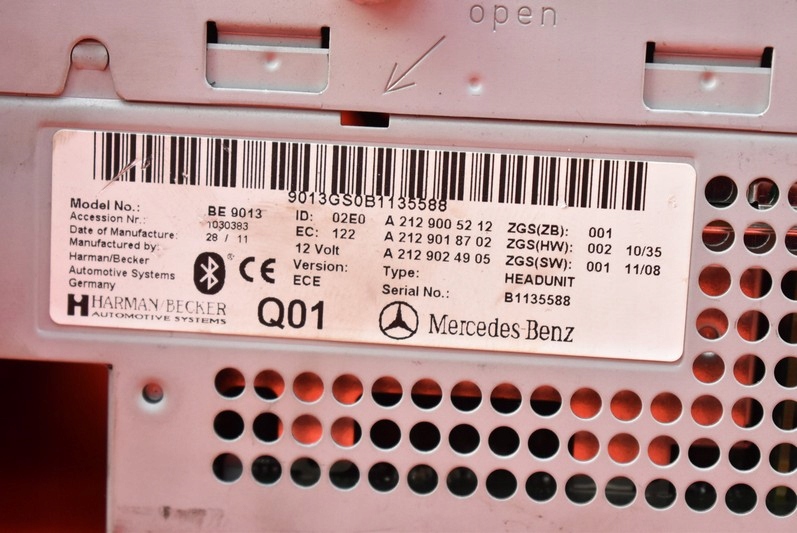 open
9013GS0B1135588
Model No.: BE 9013 ID: 02E0 A 212 900 52 12 ZGS(ZB): 001
Accession Nr.: 1030383 EC: 122 A 212 901 87 02 ZGS(HW): 002 10/35
Date of Manufacture: 28 / 11 12 Volt A 212 902 49 05 ZGS(SW): 001 11/08
Manufactured by: Version: Type: HEADUNIT
Harman/Becker ECE Serial No.: B1135588
Automotive Systems
Germany
CE
HARMAN/BECKER
AUTOMOTIVE SYSTEMS
Q01
Mercedes-Benz